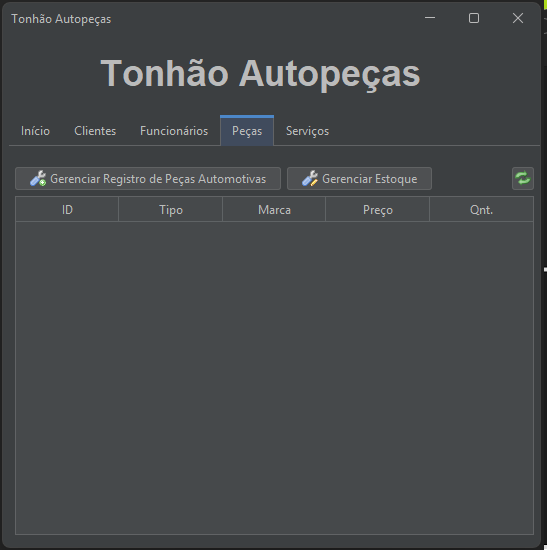 Tonhão Autopeças
Tonhão Autopeças
Início Clientes Funcionários Peças Serviços
Gerenciar Registro de Peças Automotivas Gerenciar Estoque
ID Tipo Marca Preço Qnt.